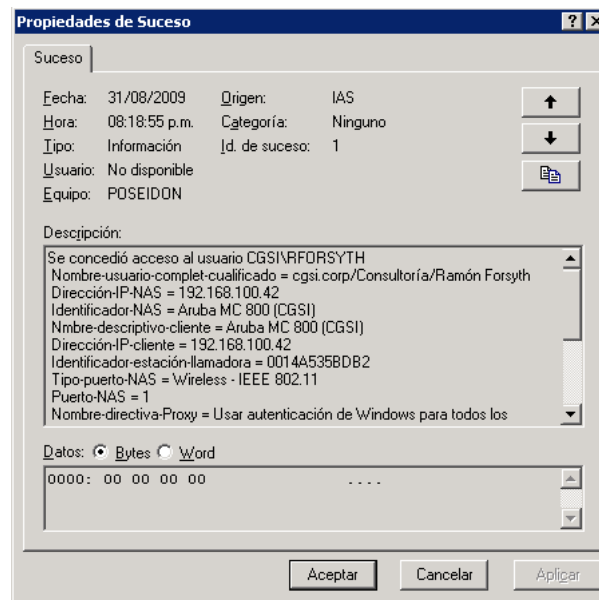 Propiedades de Suceso
Suceso
Fecha: 31/08/2009 Origen: IAS
Hora: 08:18:55 p.m. Categoría: Ninguno
Tipo: Información Id. de suceso: 1
Usuario: No disponible
Equipo: POSEIDON
Descripción:
Se concedió acceso al usuario CGSI\RFORSYTH
Nombre-usuario-complet-cualificado = cgsi.corp/Consultoría/Ramón Forsyth
Dirección-IP-NAS = 192.168.100.42
Identificador-NAS = Aruba MC 800 (CGSI)
Nmbre-descriptivo-cliente = Aruba MC 800 (CGSI)
Dirección-IP-cliente = 192.168.100.42
Identificador-estación-llamadora = 0014A535BDB2
Tipo-puerto-NAS = Wireless - IEEE 802.11
Puerto-NAS = 1
Nombre-directiva-Proxy = Usar autenticación de Windows para todos los
Datos: Bytes Word
0000: 00 00 00 00 ....
Aceptar Cancelar Aplicar